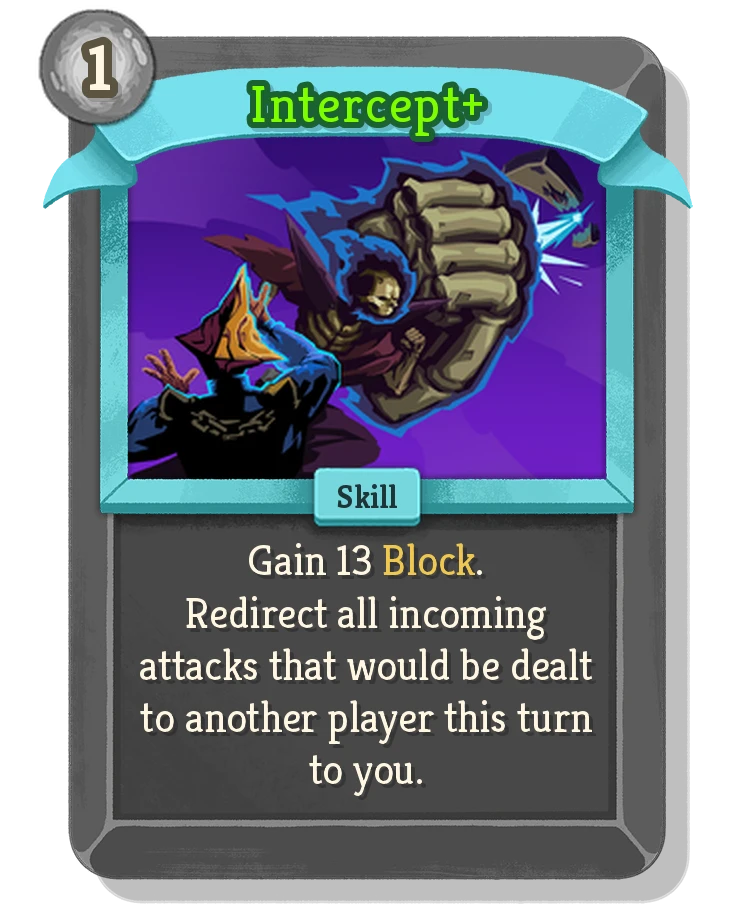 1
Intercept+
Skill
Gain 13 Block.
Redirect all incoming
attacks that would be dealt
to another player this turn
to you.